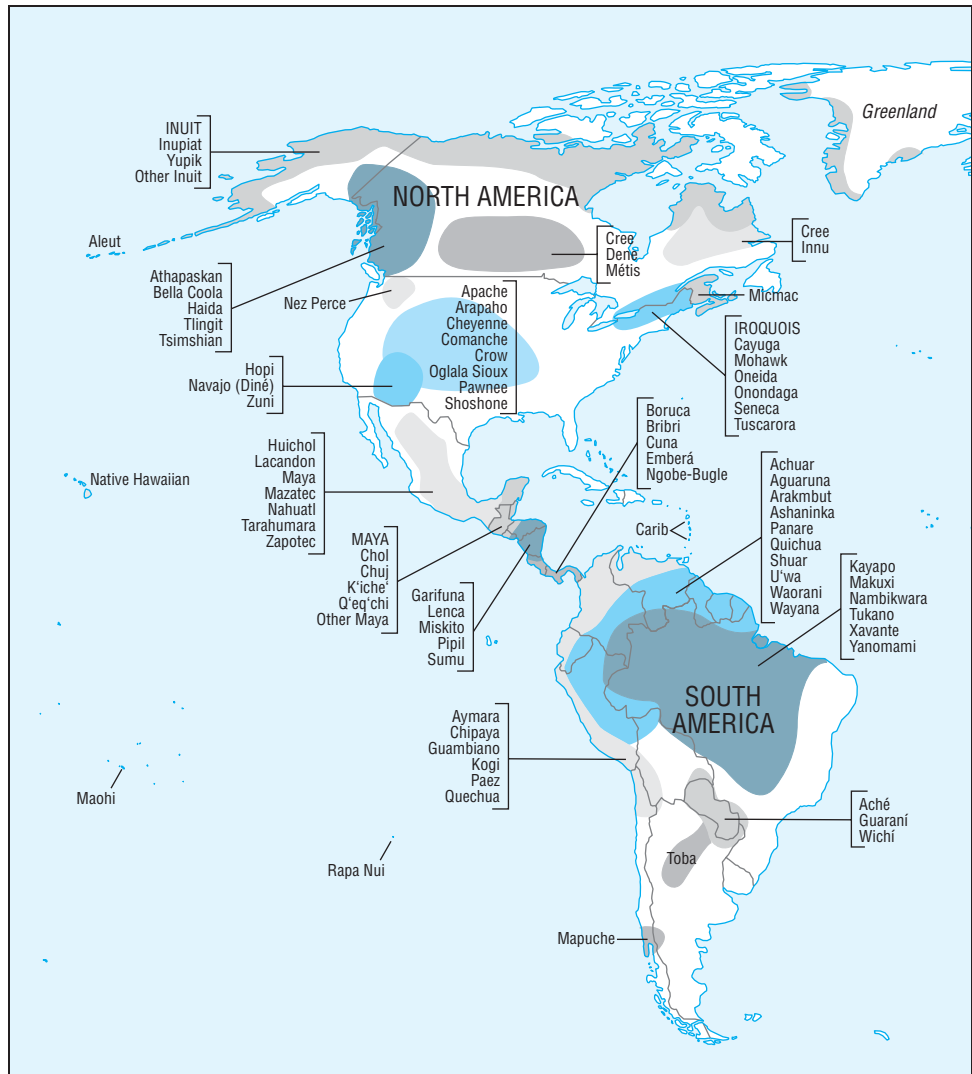 Greenland
INUIT
Inupiat
Yupik
Other Inuit
NORTH AMERICA
Aleut
Cree
Dené
Métis
Cree
Innu
Athapaskan
Bella Coola
Haida
Tlingit
Tsimshian
Nez Perce
Apache
Arapaho
Cheyenne
Comanche
Crow
Oglala Sioux
Pawnee
Shoshone
Micmac
IROQUOIS
Cayuga
Mohawk
Oneida
Onondaga
Seneca
Tuscarora
Hopi
Navajo (Diné)
Zuni
Boruca
Bribri
Cuna
Emberá
Ngobe-Bugle
Native Hawaiian
Huichol
Lacandon
Maya
Mazatec
Nahuatl
Tarahumara
Zapotec
Achuar
Aguaruna
Arakmbut
Ashaninka
Panare
Quichua
Shuar
U‘wa
Waorani
Wayana
Carib
MAYA
Chol
Chuj
K‘iche‘
Q‘eq‘chi
Other Maya
Garifuna
Lenca
Miskito
Pipil
Sumu
Kayapo
Makuxi
Nambikwara
Tukano
Xavante
Yanomami
SOUTH
AMERICA
Aymara
Chipaya
Guambiano
Kogi
Paez
Quechua
Maohi
Aché
Guaraní
Wichí
Rapa Nui
Toba
Mapuche